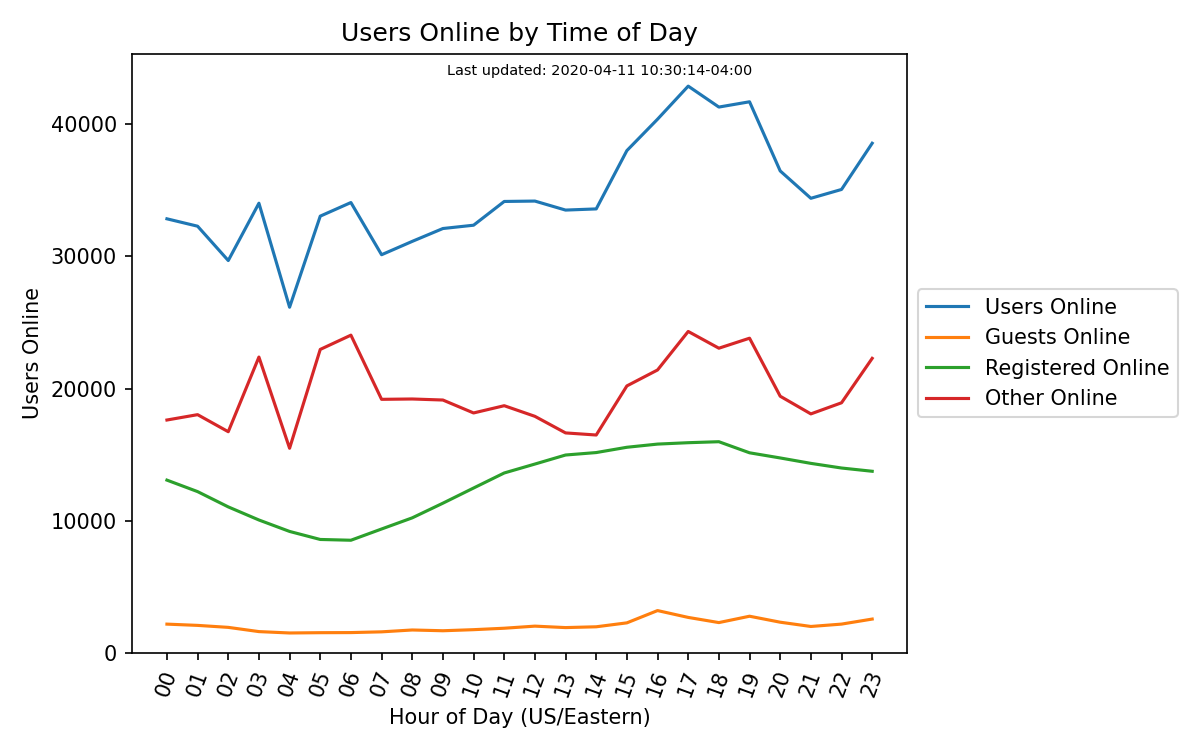 Users Online by Time of Day
Last updated: 2020-04-11 10:30:14-04:00
Users Online
40000
30000
20000
10000
0
00 01 02 03 04 05 06 07 08 09 10 11 12 13 14 15 16 17 18 19 20 21 22 23
Hour of Day (US/Eastern)
Users Online
Guests Online
Registered Online
Other Online